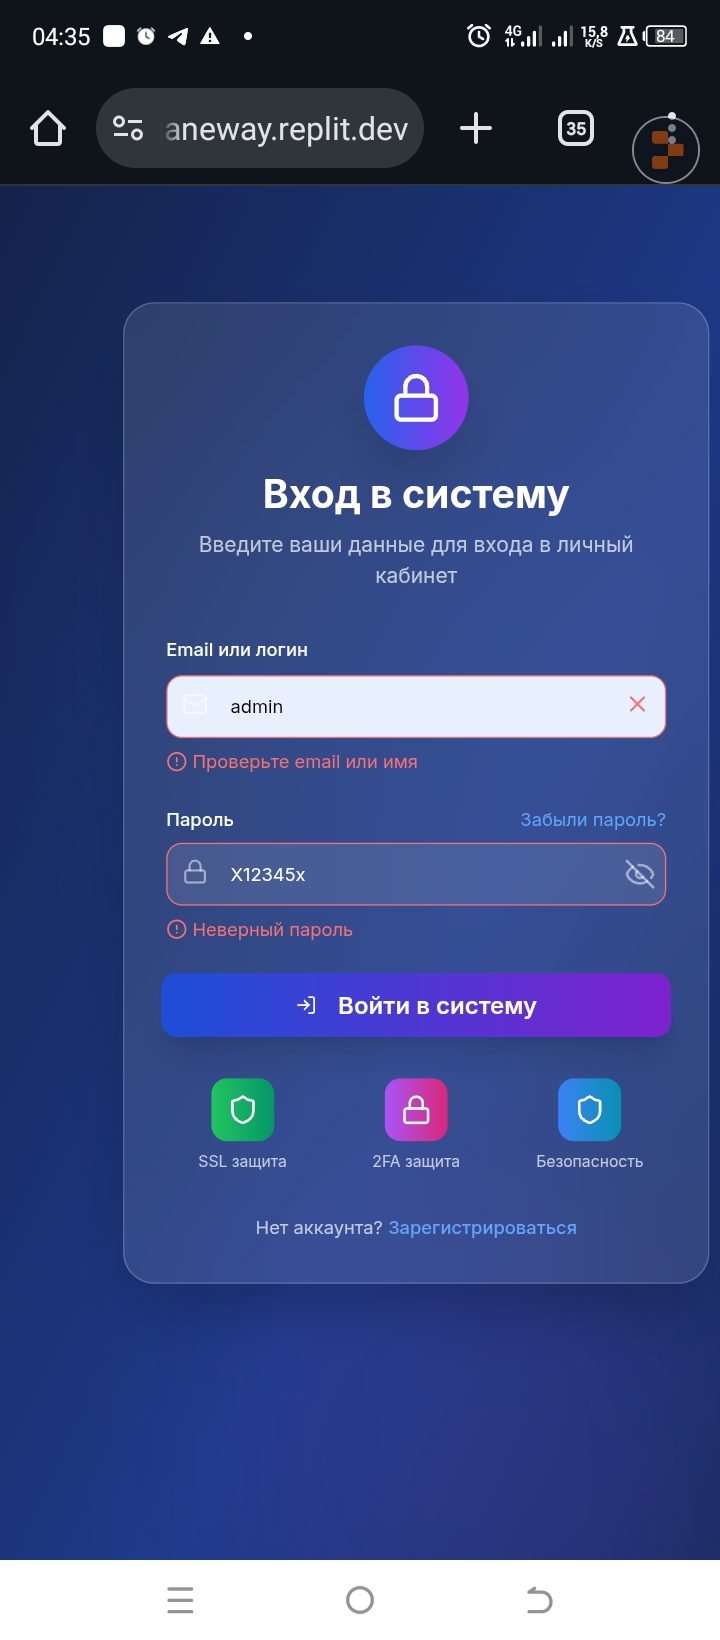 04:35
4G
15,8
K/S
84
aneway.replit.dev
35
Вход в систему
Введите ваши данные для входа в личный
кабинет
Email или логин
admin
Проверьте email или имя
Пароль Забыли пароль?
X12345x
Неверный пароль
Войти в систему
SSL защита 2FA защита Безопасность
Нет аккаунта? Зарегистрироваться